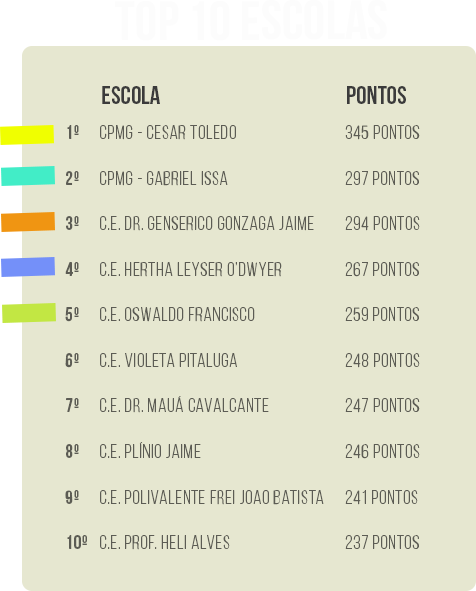 TOP 10 ESCOLAS
ESCOLA PONTOS
1º CPMG - CESAR TOLEDO 345 PONTOS
2º CPMG - GABRIEL ISSA 297 PONTOS
3º C.E. DR. GENSERICO GONZAGA JAIME 294 PONTOS
4º C.E. HERTHA LEYSER O'DWYER 267 PONTOS
5º C.E. OSWALDO FRANCISCO 259 PONTOS
6º C.E. VIOLETA PITALUGA 248 PONTOS
7º C.E. DR. MAUÁ CAVALCANTE 247 PONTOS
8º C.E. PLÍNIO JAIME 246 PONTOS
9º C.E. POLIVALENTE FREI JOAO BATISTA 241 PONTOS
10º C.E. PROF. HELI ALVES 237 PONTOS